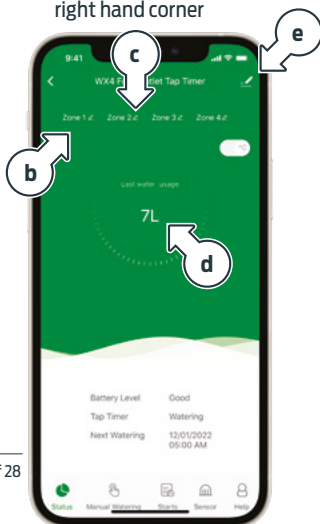 right hand corner
e
9:41
c
WX4 F
let Tap Timer
Zone 1 Zone 2 Zone 3 Zone 4
b
°C
Last water usage
7L
d
Battery Level Good
Tap Timer Watering
Next Watering 12/01/2022
05:00 AM
f 28
Status Manual Watering Starts Sensor Help